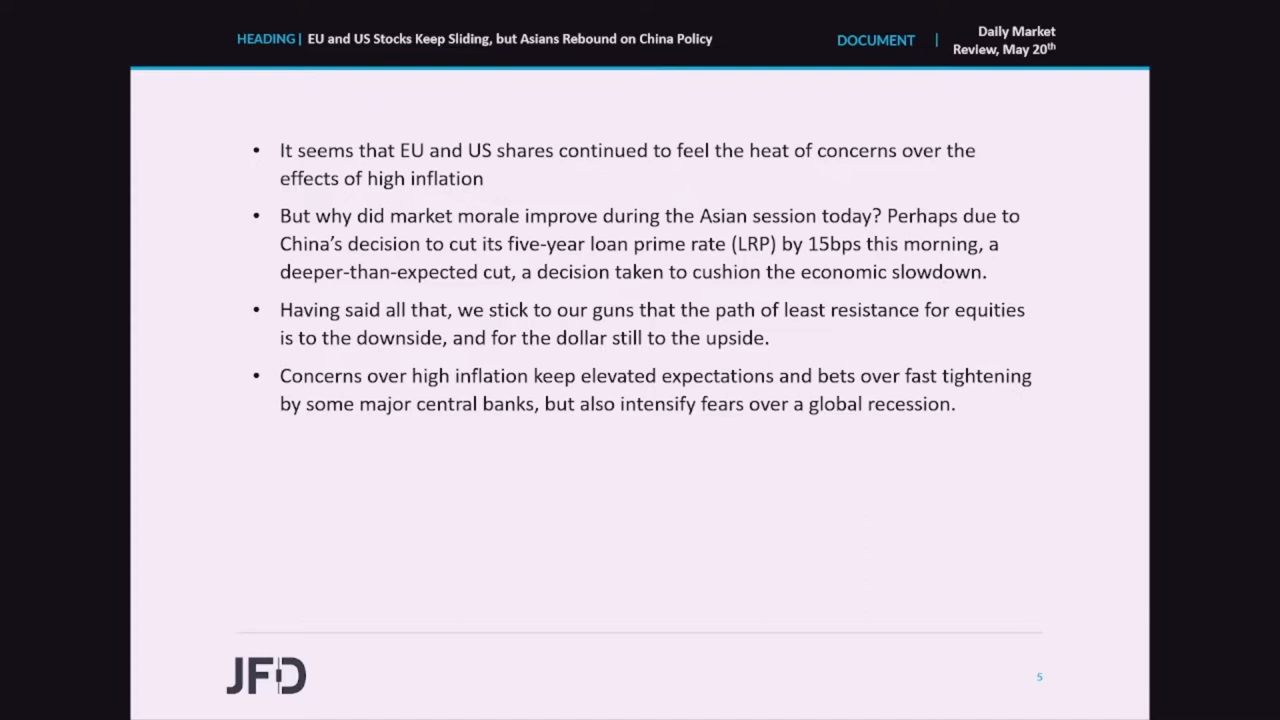 HEADING| EU and US Stocks Keep Sliding, but Asians Rebound on China Policy
DOCUMENT |
Daily Market
Review, May 20th
• It seems that EU and US shares continued to feel the heat of concerns over the
effects of high inflation
• But why did market morale improve during the Asian session today? Perhaps due to
China’s decision to cut its five-year loan prime rate (LRP) by 15bps this morning, a
deeper-than-expected cut, a decision taken to cushion the economic slowdown.
• Having said all that, we stick to our guns that the path of least resistance for equities
is to the downside, and for the dollar still to the upside.
• Concerns over high inflation keep elevated expectations and bets over fast tightening
by some major central banks, but also intensify fears over a global recession.
JFD
5